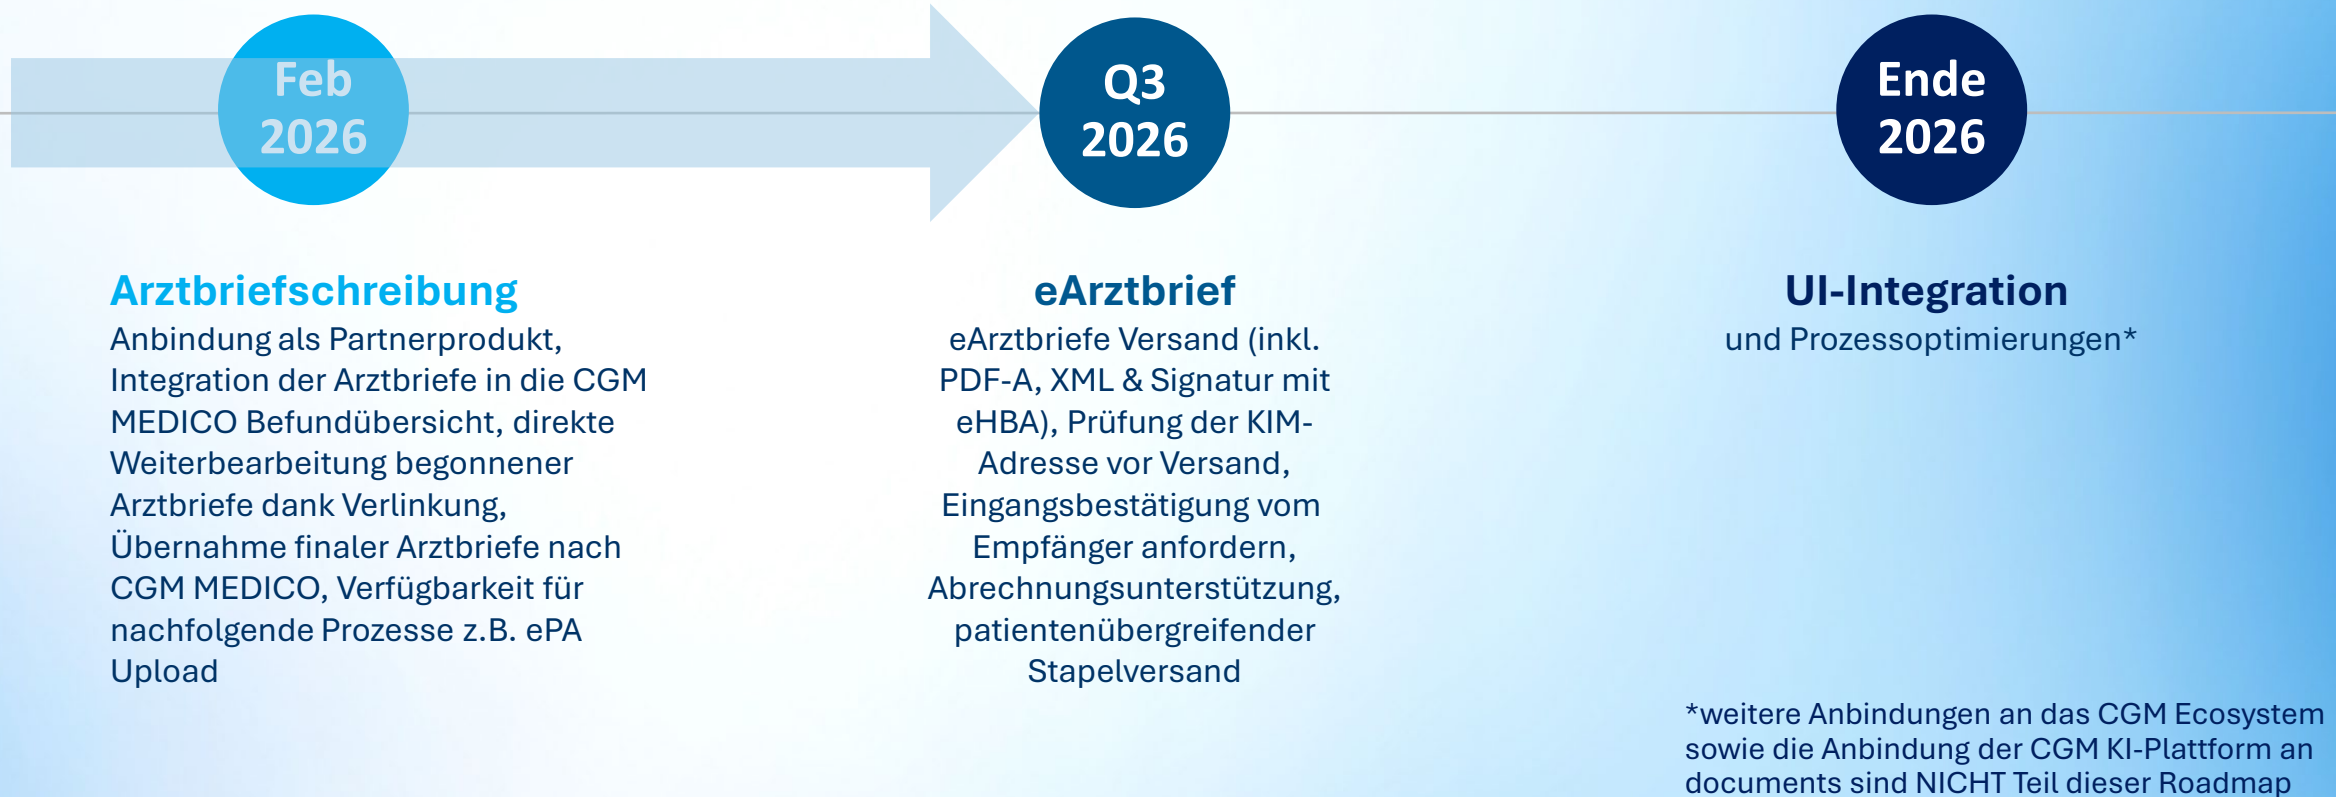 Feb
2026
Q3
2026
Ende
2026
Arztbriefschreibung
Anbindung als Partnerprodukt,
Integration der Arztbriefe in die CGM
MEDICO Befundübersicht, direkte
Weiterbearbeitung begonnener
Arztbriefe dank Verlinkung,
Übernahme finaler Arztbriefe nach
CGM MEDICO, Verfügbarkeit für
nachfolgende Prozesse z.B. ePA
Upload
eArztbrief
eArztbriefe Versand (inkl.
PDF-A, XML & Signatur mit
eHBA), Prüfung der KIM-
Adresse vor Versand,
Eingangsbestätigung vom
Empfänger anfordern,
Abrechnungsunterstützung,
patientenübergreifender
Stapelversand
UI-Integration
und Prozessoptimierungen*
*weitere Anbindungen an das CGM Ecosystem
sowie die Anbindung der CGM KI-Plattform an
documents sind NICHT Teil dieser Roadmap